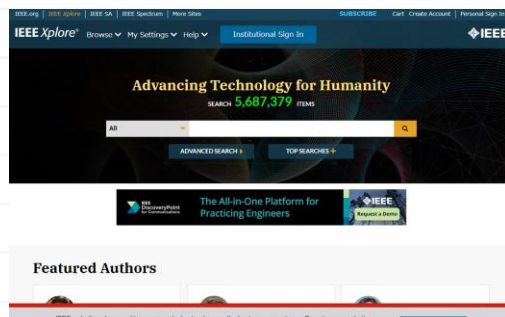 IEEE.org | IEEE Xplore | IEEE SA | IEEE Spectrum | More Sites
SUBSCRIBE Cart Create Account | Personal Sign In
IEEE Xplore® Browse My Settings Help Institutional Sign In
IEEE
Advancing Technology for Humanity
SEARCH 5,687,379 ITEMS
All
ADVANCED SEARCH
TOP SEARCHES
IEEE DiscoveryPoint for Communications
The All-in-One Platform for
Practicing Engineers
IEEE
Request a Demo
Featured Authors